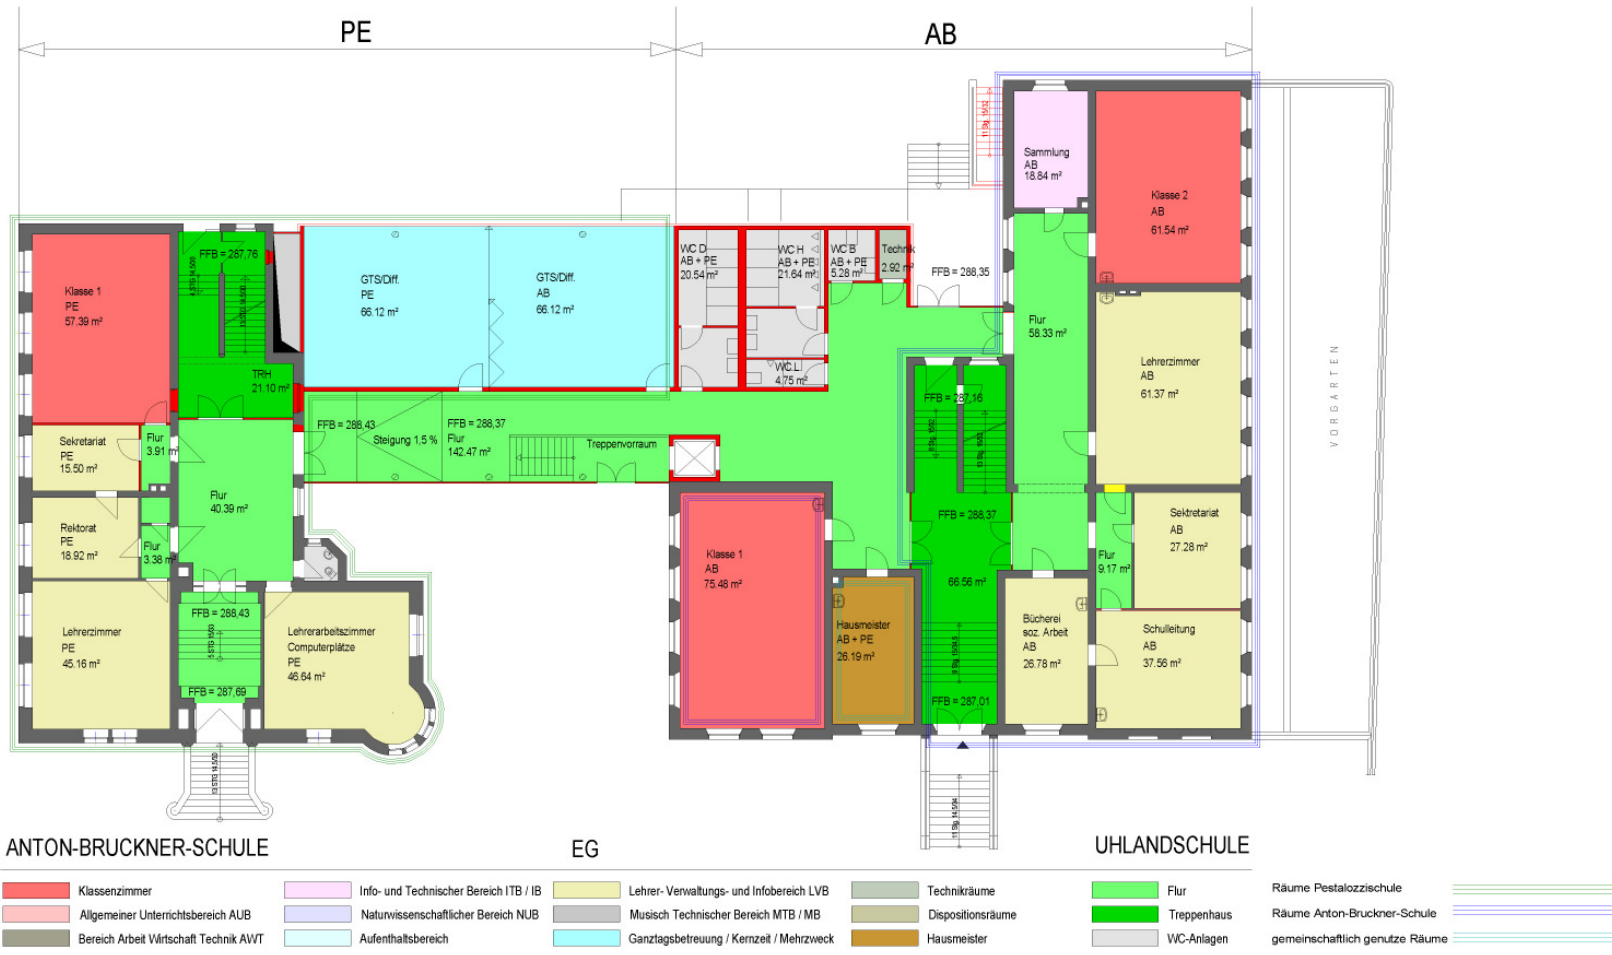 PE
AB
11 Stg. 15/32
Sammlung
AB
18.84 m²
Klasse 2
AB
61.54 m²
FFB = 287,76
4 STG 14,5/30
Klasse 1
PE
57.39 m²
GTS/Diff.
PE
66.12 m²
GTS/Diff.
AB
66.12 m²
WC D
AB + PE
20.54 m²
WC H
AB + PE
21.64 m²
WC B
AB + PE
5.28 m²
Technik
2.92 m²
FFB = 288,35
Flur
58.33 m²
Lehrerzimmer
AB
61.37 m²
VORGARTEN
TRH
21.10 m²
WC L
4.75 m²
FFB = 287,16
FFB = 288,43
Steigung 1,5 %
FFB = 288,37
Flur
142.47 m²
Treppenvorraum
Sekretariat
PE
15.50 m²
Flur
3.91 m²
Flur
40.39 m²
Rektorat
PE
18.92 m²
Flur
3.38 m²
FFB = 288,37
Sektretariat
AB
27.28 m²
Flur
9.17 m²
Klasse 1
AB
75.48 m²
66.56 m²
Hausmeister
AB + PE
26.19 m²
Bücherei
soz. Arbeit
AB
26.78 m²
Schulleitung
AB
37.56 m²
FFB = 288,43
Lehrerzimmer
PE
45.16 m²
Lehrerarbeitszimmer
Computerplätze
PE
46.64 m²
FFB = 287,69
FFB = 287,01
ANTON-BRUCKNER-SCHULE
EG
UHLANDSCHULE
Klassenzimmer
Allgemeiner Unterrichtsbereich AUB
Bereich Arbeit Wirtschaft Technik AWT
Info- und Technischer Bereich ITB / IB
Naturwissenschaftlicher Bereich NUB
Aufenthaltsbereich
Lehrer- Verwaltungs- und Infobereich LVB
Musisch Technischer Bereich MTB / MB
Ganztagsbetreuung / Kernzeit / Mehrzweck
Technikräume
Dispositionsräume
Hausmeister
Flur
Treppenhaus
WC-Anlagen
Räume Pestalozzischule
Räume Anton-Bruckner-Schule
gemeinschaftlich genutze Räume